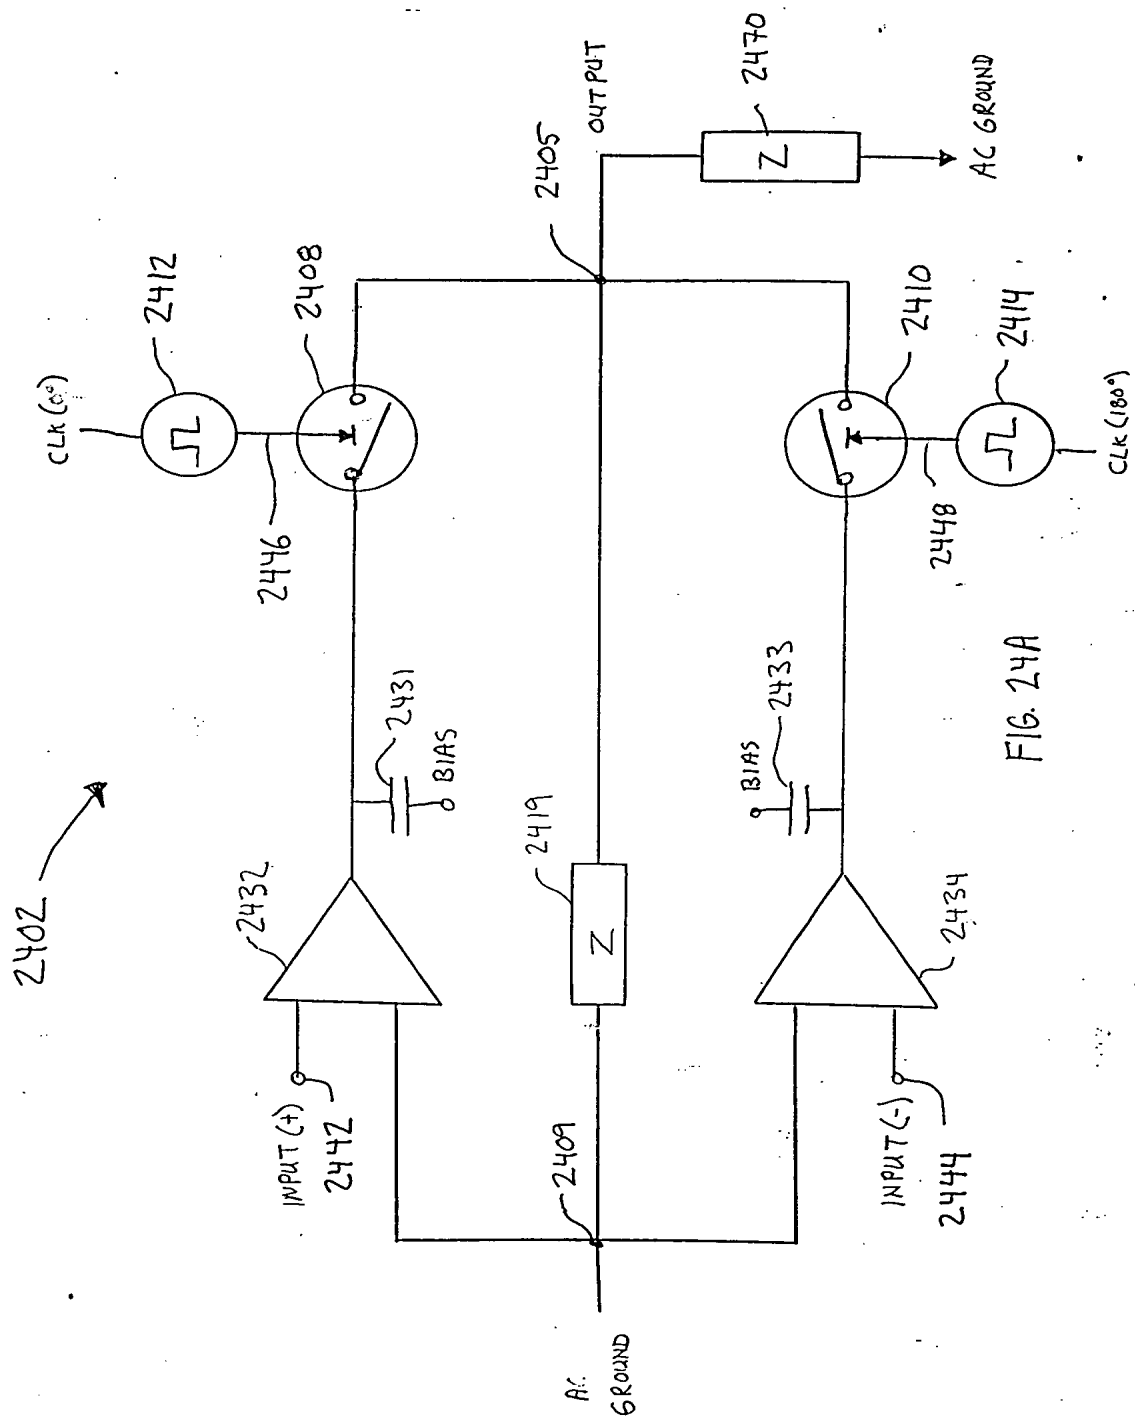 2402
CLK (0°)
2412
2446
2408
2405
OUTPUT
2470
Z
AC GROUND
2432
INPUT (+)
2442
2431
BIAS
2419
Z
2409
AC
GROUND
BIAS
2433
2434
INPUT (-)
2444
2410
2448
2414
CLK (180°)
FIG. 24A